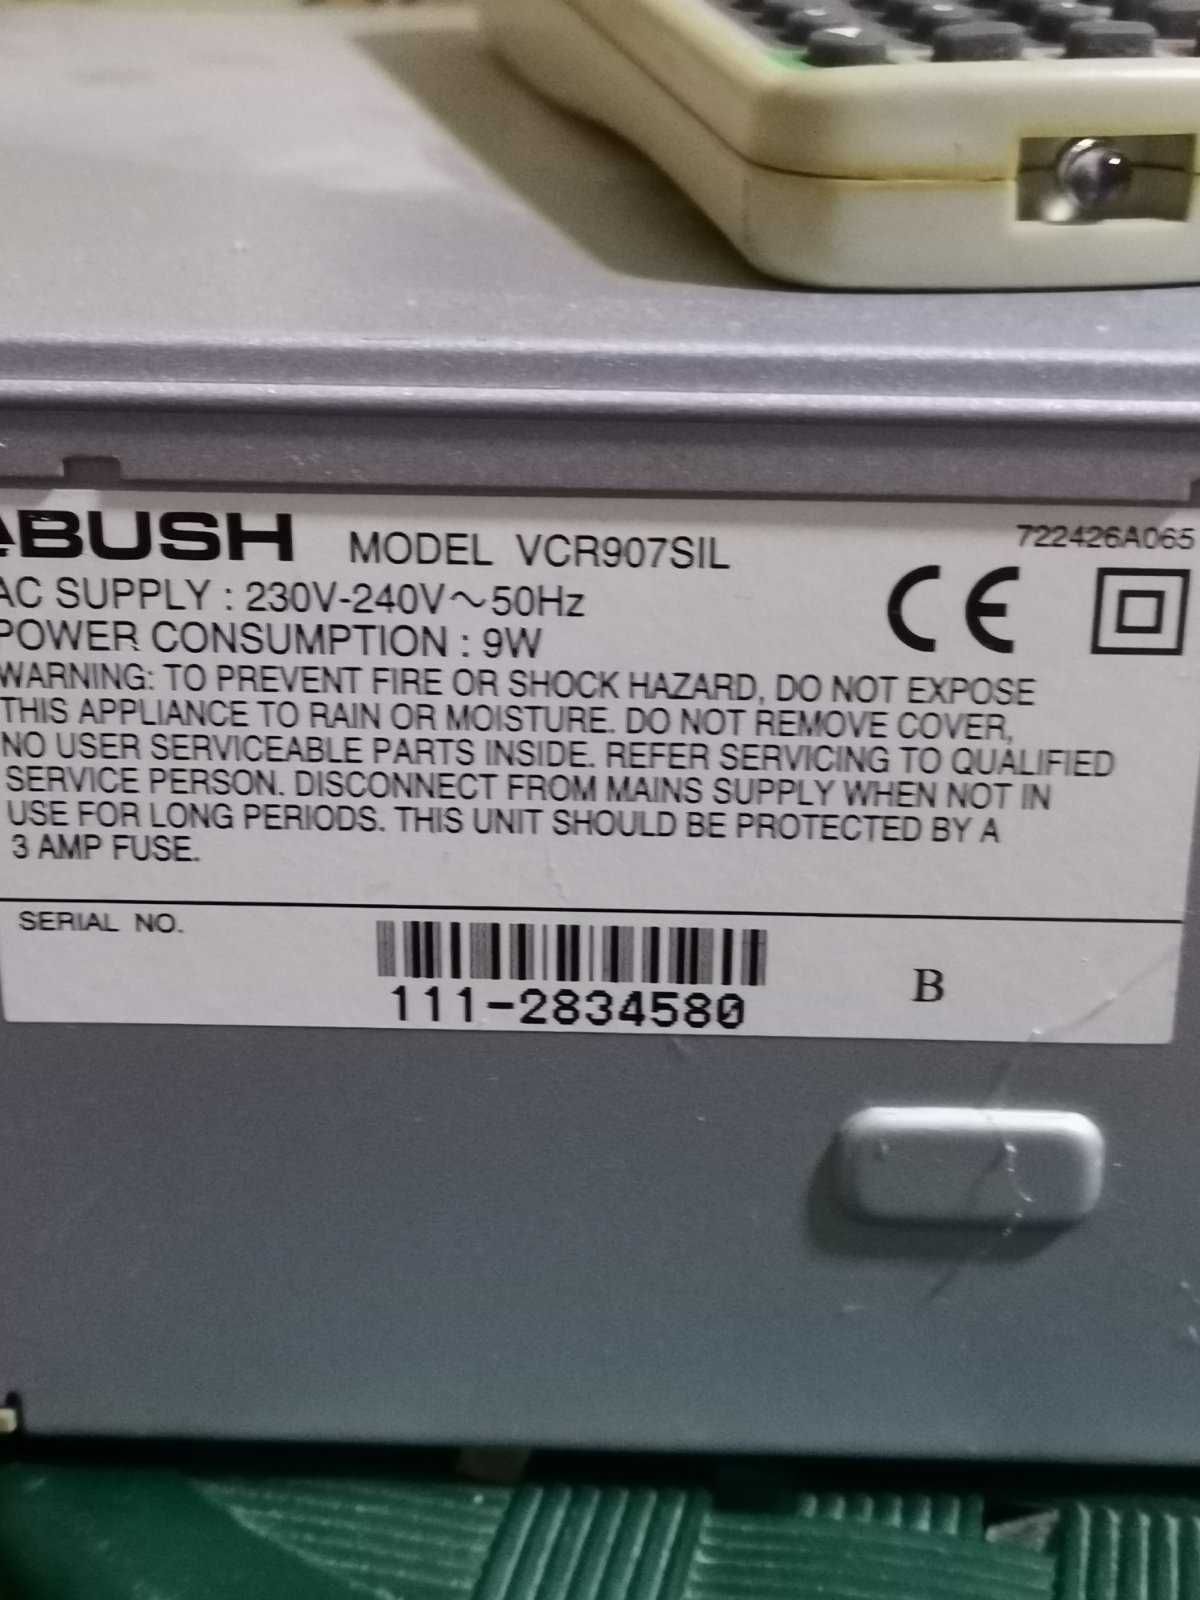 BUSH MODEL VCR907SIL 722426A065
AC SUPPLY : 230V-240V～50Hz CE
POWER CONSUMPTION : 9W
WARNING: TO PREVENT FIRE OR SHOCK HAZARD, DO NOT EXPOSE
THIS APPLIANCE TO RAIN OR MOISTURE. DO NOT REMOVE COVER,
NO USER SERVICEABLE PARTS INSIDE. REFER SERVICING TO QUALIFIED
SERVICE PERSON. DISCONNECT FROM MAINS SUPPLY WHEN NOT IN
USE FOR LONG PERIODS. THIS UNIT SHOULD BE PROTECTED BY A
3 AMP FUSE.
SERIAL NO.
111-2834580 B